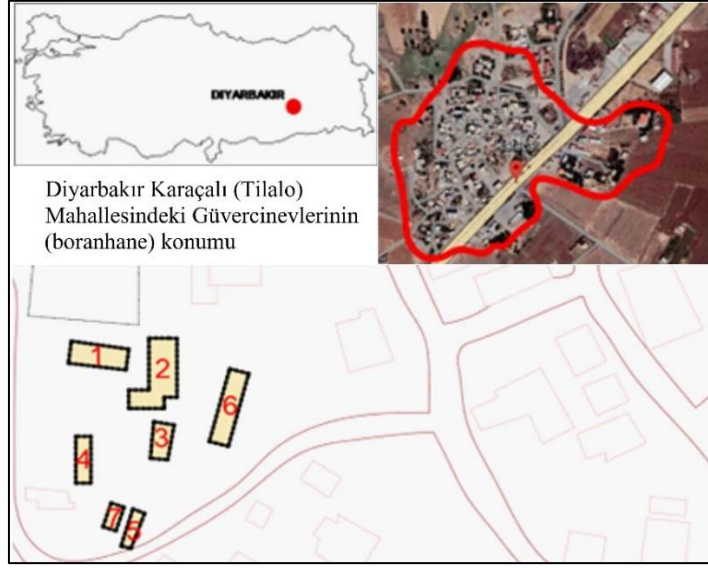 DIYARBAKIR
Diyarbakır Karaçalı (Tilalo)
Mahallesindeki Güvercinevlerinin
(boranhane) konumu
1
2
6
3
4
7
5